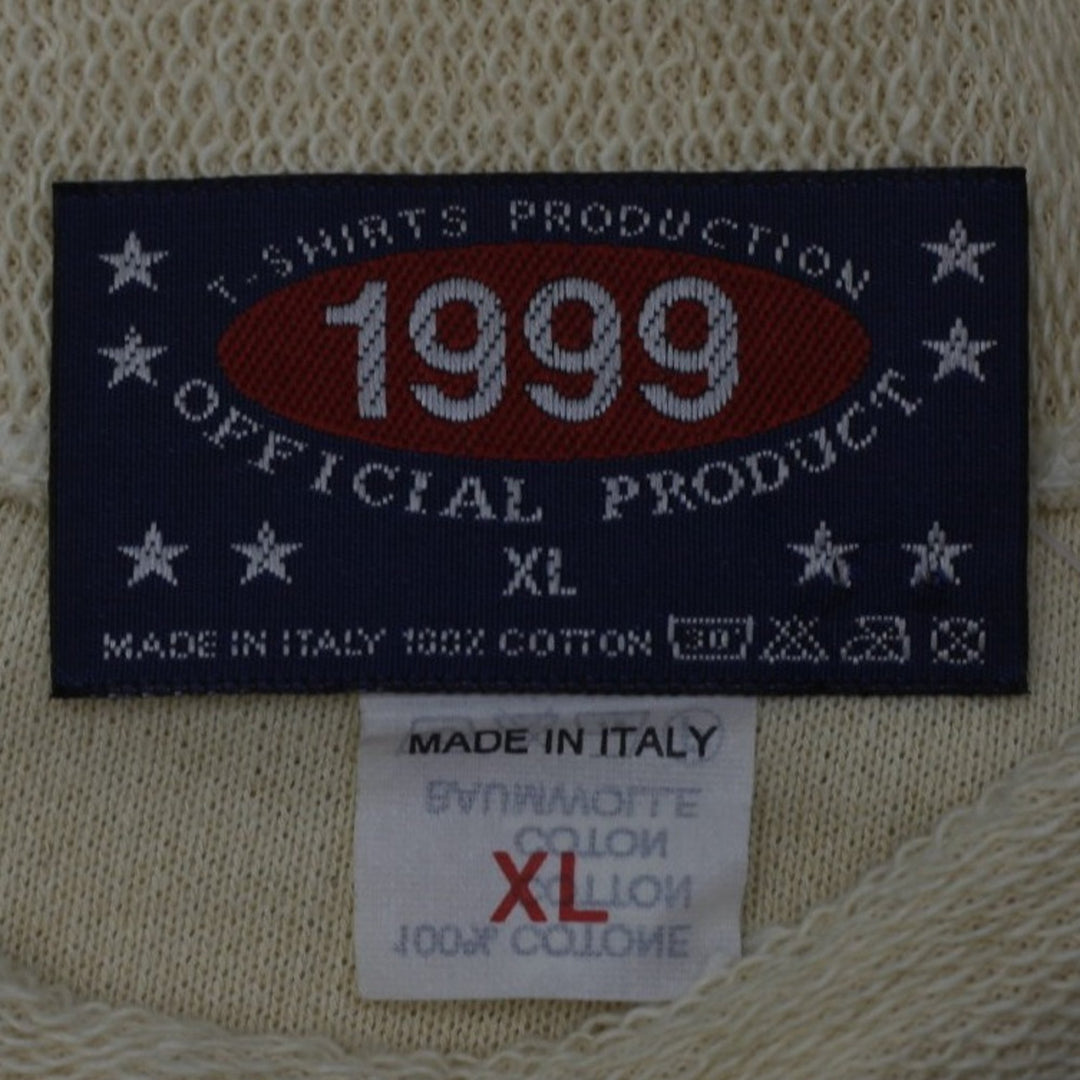 T-SHIRTS PRODUCTION
1999
OFFICIAL PRODUCT
XL
MADE IN ITALY 100% COTTON 30°
MADE IN ITALY
BAUMWOLLE
COTON
XL
COTTON
100% COTONE